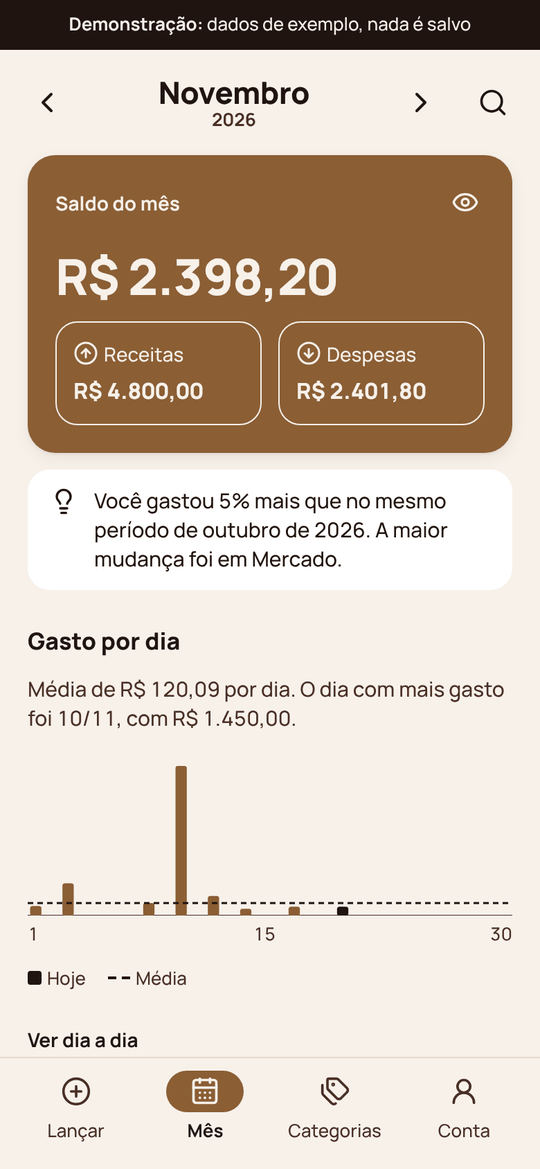 Demonstração: dados de exemplo, nada é salvo
Novembro
2026
Saldo do mês
R$ 2.398,20
Receitas
R$ 4.800,00
Despesas
R$ 2.401,80
Você gastou 5% mais que no mesmo
período de outubro de 2026. A maior
mudança foi em Mercado.
Gasto por dia
Média de R$ 120,09 por dia. O dia com mais gasto
foi 10/11, com R$ 1.450,00.
1 15 30
Hoje Média
Ver dia a dia
Lançar Mês Categorias Conta